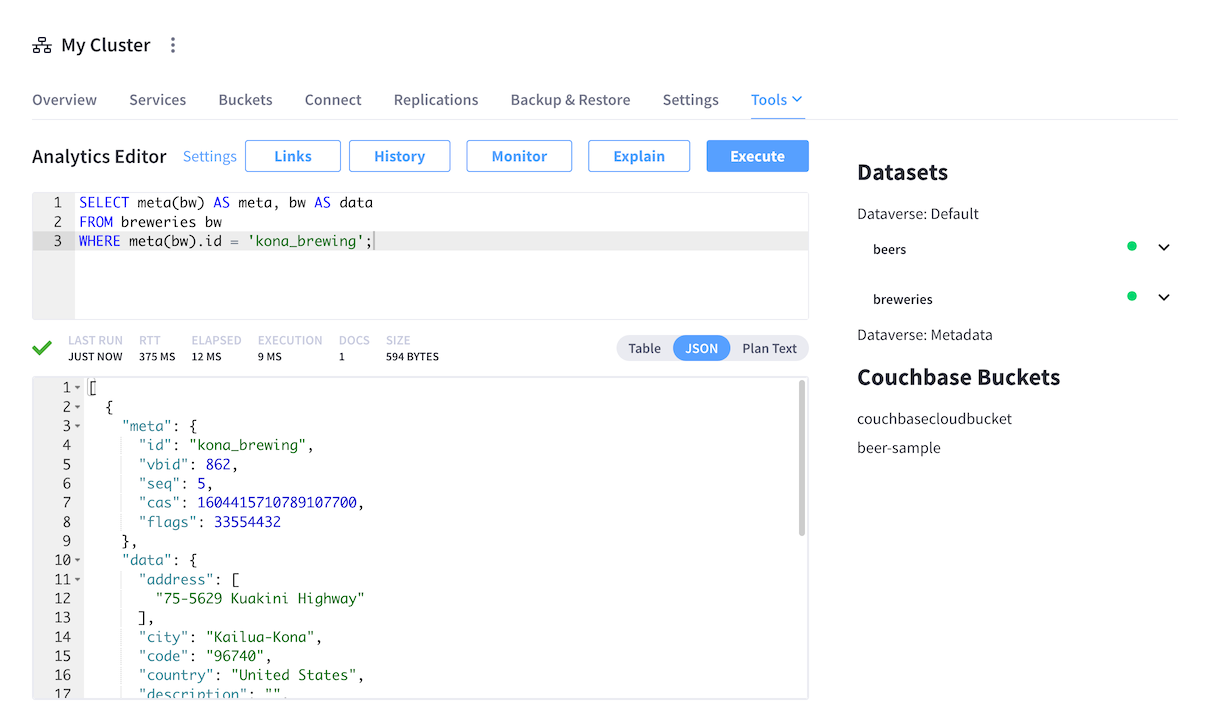 My Cluster
Overview Services Buckets Connect Replications Backup & Restore Settings Tools
Analytics Editor Settings Links History Monitor Explain Execute
1 SELECT meta(bw) AS meta, bw AS data
2 FROM breweries bw
3 WHERE meta(bw).id = 'kona_brewing';
LAST RUN RTT ELAPSED EXECUTION DOCS SIZE
JUST NOW 375 MS 12 MS 9 MS 1 594 BYTES
Table JSON Plan Text
1 [
2 {
3 "meta": {
4 "id": "kona_brewing",
5 "vbid": 862,
6 "seq": 5,
7 "cas": 1604415710789107700,
8 "flags": 33554432
9 },
10 "data": {
11 "address": [
12 "75-5629 Kuakini Highway"
13 ],
14 "city": "Kailua-Kona",
15 "code": "96740",
16 "country": "United States",
17 "description": "",
Datasets
Dataverse: Default
beers
breweries
Dataverse: Metadata
Couchbase Buckets
couchbasecloudbucket
beer-sample